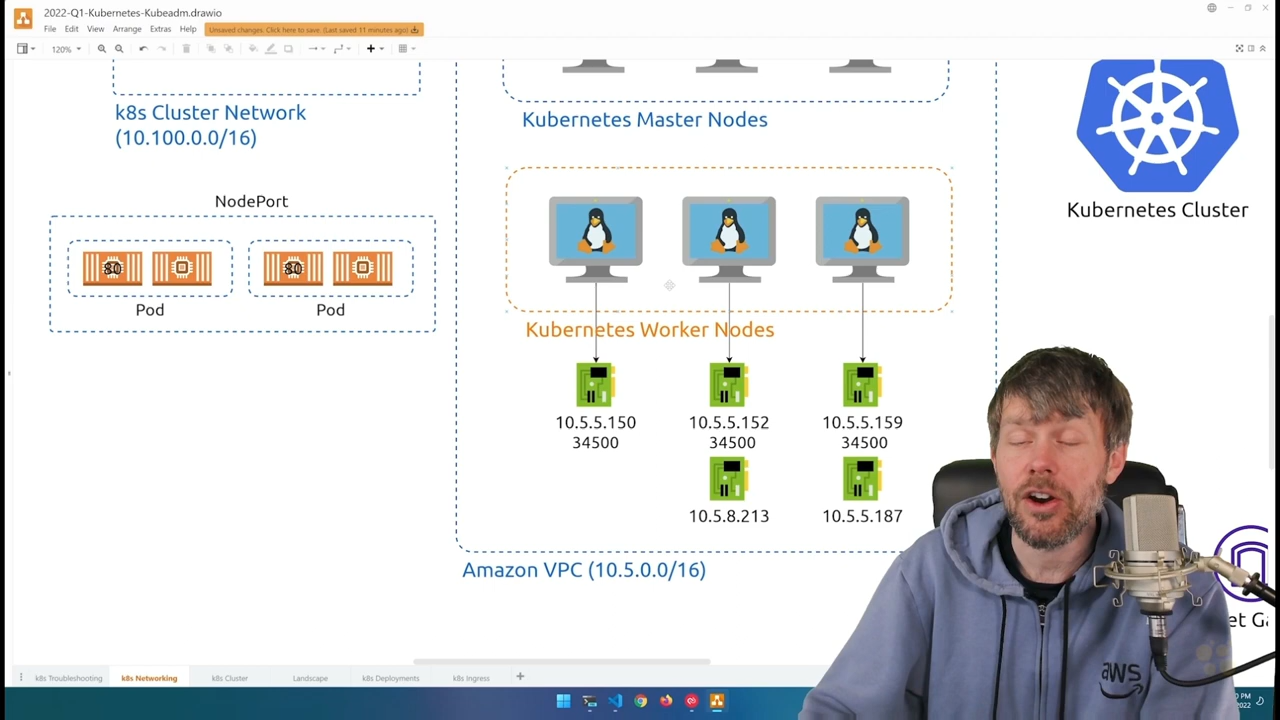 2022-Q1-Kubernetes-Kubeadm.drawio
File Edit View Arrange Extras Help
Unsaved changes. Click here to save. (Last saved 11 minutes ago)
120%
k8s Cluster Network
(10.100.0.0/16)
Kubernetes Master Nodes
Kubernetes Cluster
NodePort
80
80
Pod
Pod
Kubernetes Worker Nodes
10.5.5.150
34500
10.5.5.152
34500
10.5.5.159
34500
10.5.8.213
10.5.5.187
Amazon VPC (10.5.0.0/16)
aws
k8s Troubleshooting
k8s Networking
k8s Cluster
Landscape
k8s Deployments
k8s Ingress